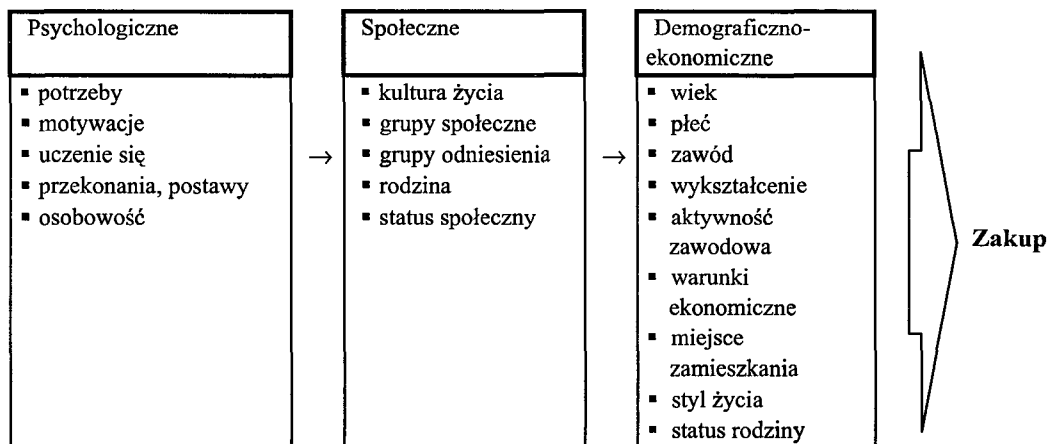 Psychologiczne
▪ potrzeby
▪ motywacje
▪ uczenie się
▪ przekonania, postawy
▪ osobowość
→
Społeczne
▪ kultura życia
▪ grupy społeczne
▪ grupy odniesienia
▪ rodzina
▪ status społeczny
→
Demograficzno-
ekonomiczne
▪ wiek
▪ płeć
▪ zawód
▪ wykształcenie
▪ aktywność
zawodowa
▪ warunki
ekonomiczne
▪ miejsce
zamieszkania
▪ styl życia
▪ status rodziny
Zakup